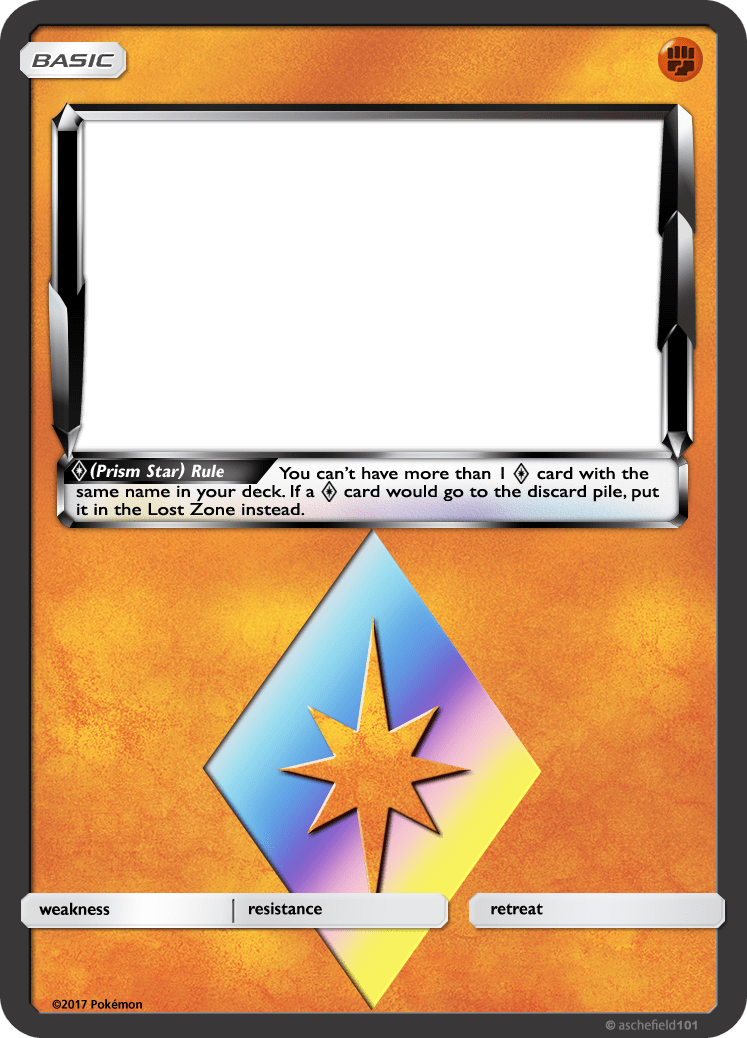 BASIC
(Prism Star) Rule You can't have more than 1 card with the
same name in your deck. If a card would go to the discard pile, put
it in the Lost Zone instead.
weakness resistance retreat
©2017 Pokémon
© aschefield101